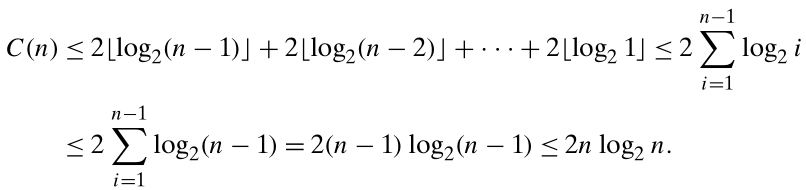 C(n) ≤ 2⌊log₂(n − 1)⌋ + 2⌊log₂(n − 2)⌋ + · · · + 2⌊log₂ 1⌋ ≤ 2 ∑_{i=1}^{n−1} log₂ i
≤ 2 ∑_{i=1}^{n−1} log₂(n − 1) = 2(n − 1) log₂(n − 1) ≤ 2n log₂ n.